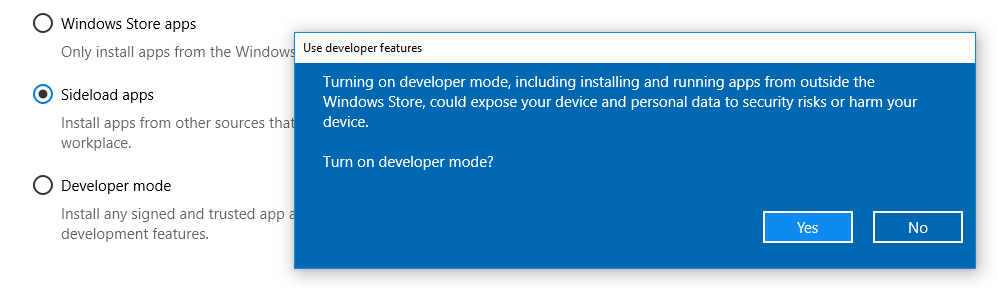 Windows Store apps
Only install apps from the Windows
Sideload apps
Install apps from other sources that
workplace.
Developer mode
Install any signed and trusted app a
development features.
Use developer features
Turning on developer mode, including installing and running apps from outside the
Windows Store, could expose your device and personal data to security risks or harm your
device.
Turn on developer mode?
Yes
No